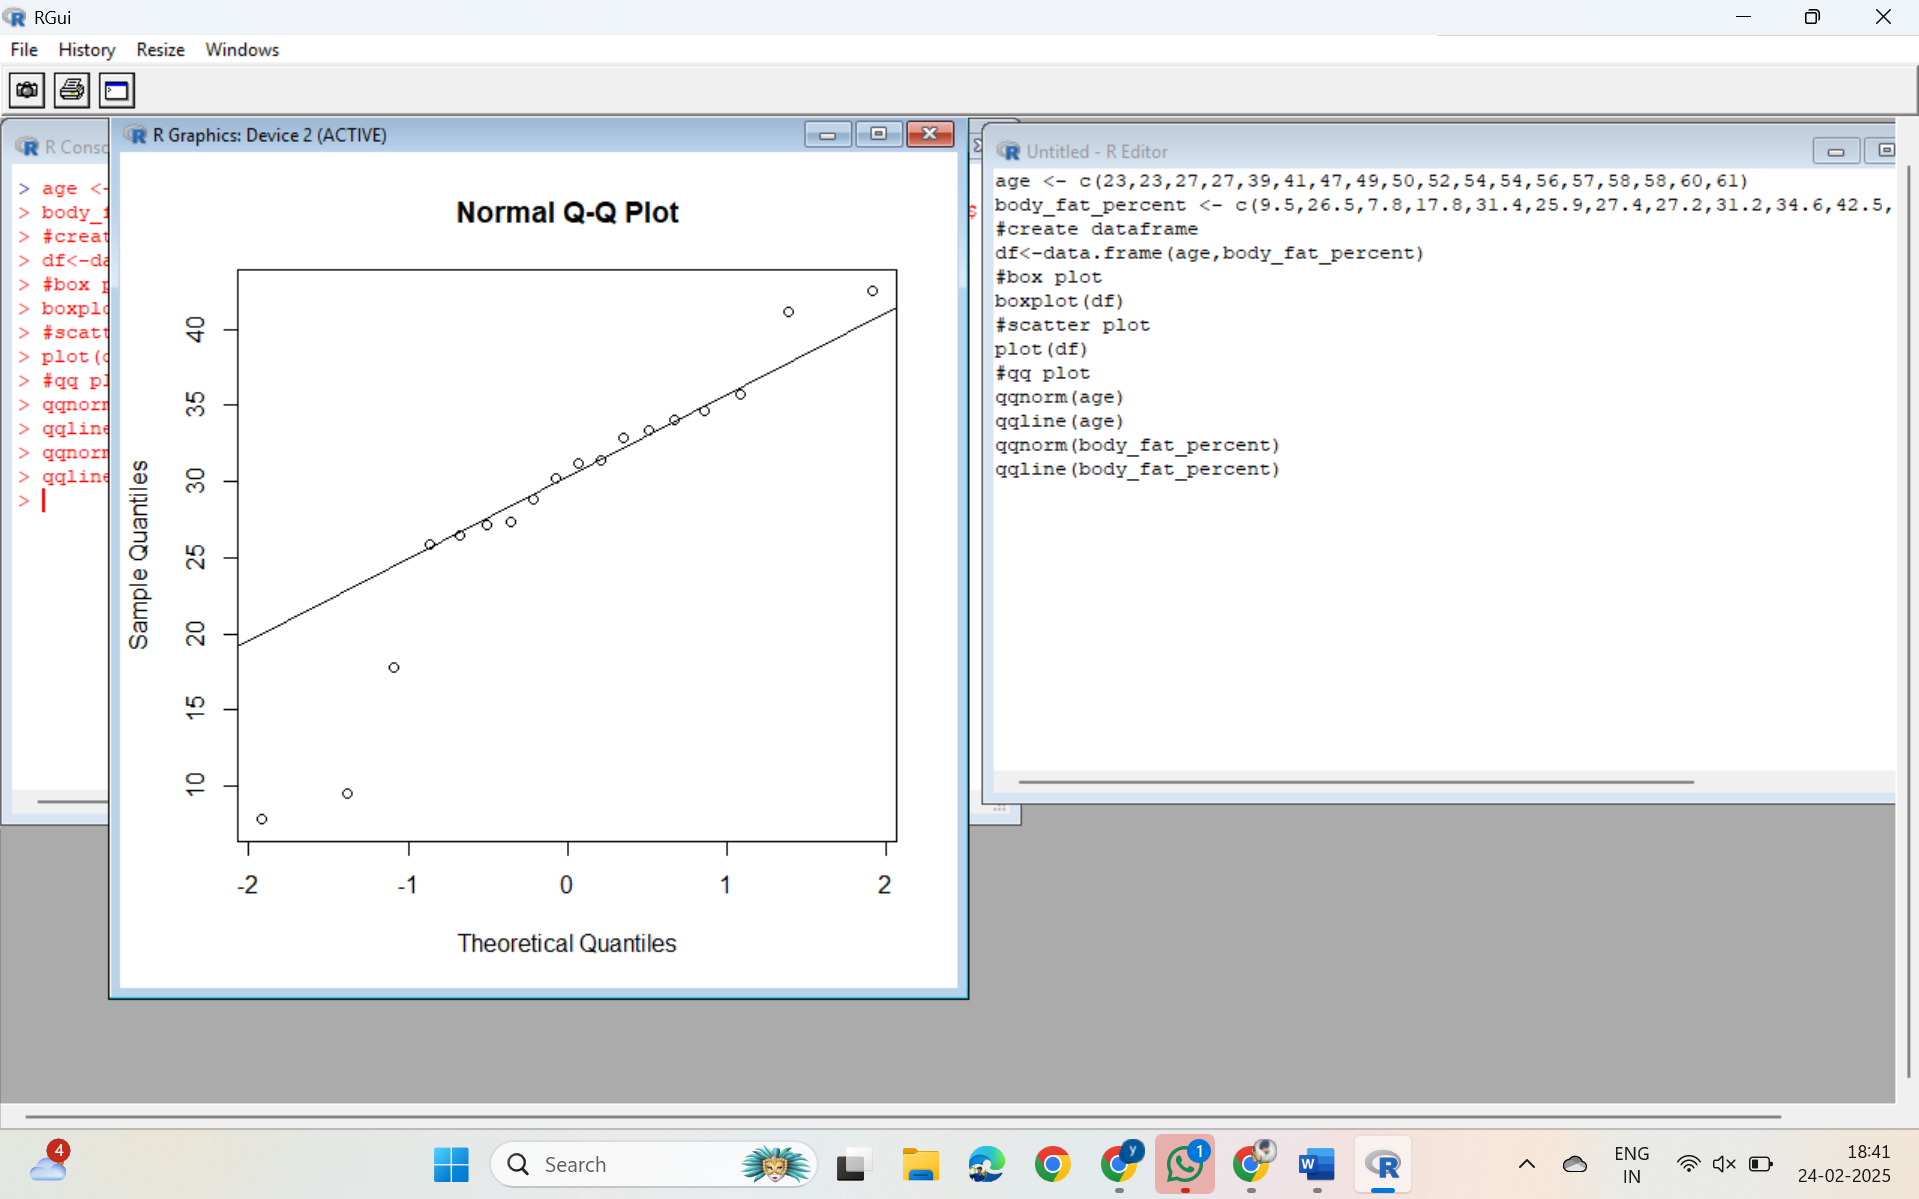 RGui
File History Resize Windows
R Conso
> age <-
> body_f
> #creat
> df<-da
> #box p
> boxplo
> #scatt
> plot(d
> #qq pl
> qqnorm
> qqline
> qqnorm
> qqline
>
R Graphics: Device 2 (ACTIVE)
Normal Q-Q Plot
Sample Quantiles
40
35
30
25
20
15
10
-2 -1 0 1 2
Theoretical Quantiles
$
Untitled - R Editor
age <- c(23,23,27,27,39,41,47,49,50,52,54,54,56,57,58,58,60,61)
body_fat_percent <- c(9.5,26.5,7.8,17.8,31.4,25.9,27.4,27.2,31.2,34.6,42.5,
#create dataframe
df<-data.frame(age,body_fat_percent)
#box plot
boxplot(df)
#scatter plot
plot(df)
#qq plot
qqnorm(age)
qqline(age)
qqnorm(body_fat_percent)
qqline(body_fat_percent)
4
Search
y
1
W
R
ENG
IN
18:41
24-02-2025